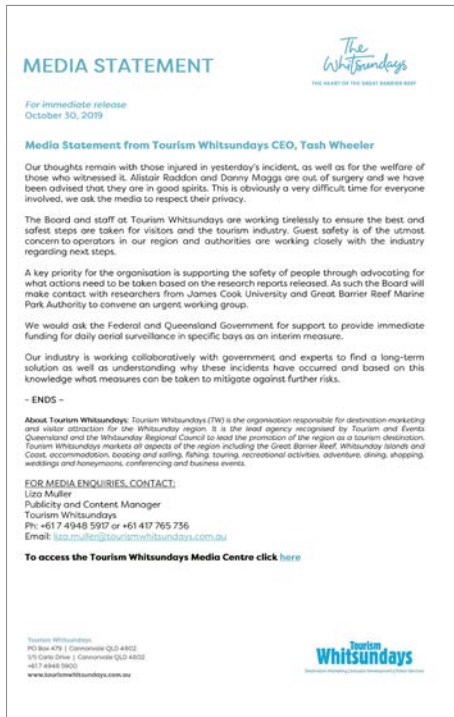 The
Whitsundays
THE HEART OF THE GREAT BARRIER REEF
MEDIA STATEMENT
For immediate release
October 30, 2019
Media Statement from Tourism Whitsundays CEO, Tash Wheeler
Our thoughts remain with those injured in yesterday's incident, as well as for the welfare of
those who witnessed it. Alistair Raddon and Danny Maggs are out of surgery and we have
been advised that they are in good spirits. This is obviously a very difficult time for everyone
involved, we ask the media to respect their privacy.
The Board and staff at Tourism Whitsundays are working tirelessly to ensure the best and
safest steps are taken for visitors and the tourism industry. Guest safety is of the utmost
concern to operators in our region and authorities are working closely with the industry
regarding next steps.
A key priority for the organisation is supporting the safety of people through advocating for
what actions need to be taken based on the research reports released. As such the Board will
make contact with researchers from James Cook University and Great Barrier Reef Marine
Park Authority to convene an urgent working group.
We would ask the Federal and Queensland Government for support to provide immediate
funding for daily aerial surveillance in specific bays as an interim measure.
Our industry is working collaboratively with government and experts to find a long-term
solution as well as understanding why these incidents have occurred and based on this
knowledge what measures can be taken to mitigate against further risks.
- ENDS -
About Tourism Whitsundays: Tourism Whitsundays (TW) is the organisation responsible for destination marketing
and visitor attraction for the Whitsunday region. It is the lead agency recognised by Tourism and Events
Queensland and the Whitsunday Regional Council to lead the promotion of the region as a tourism destination.
Tourism Whitsundays markets all aspects of the region including the Great Barrier Reef, Whitsunday Islands and
Coast, accommodation, boating and sailing, fishing, touring, recreational activities, adventure, dining, shopping,
weddings and honeymoons, conferencing and business events.
FOR MEDIA ENQUIRIES, CONTACT:
Liza Muller
Publicity and Content Manager
Tourism Whitsundays
Ph: +61 7 4948 5917 or +61 417 765 736
Email: liza.muller@tourismwhitsundays.com.au
To access the Tourism Whitsundays Media Centre click here
Tourism Whitsundays
PO Box 479 | Cannonvale QLD 4802
1/5 Carlo Drive | Cannonvale QLD 4802
+61 7 4948 5900
www.tourismwhitsundays.com.au
Tourism
Whitsundays